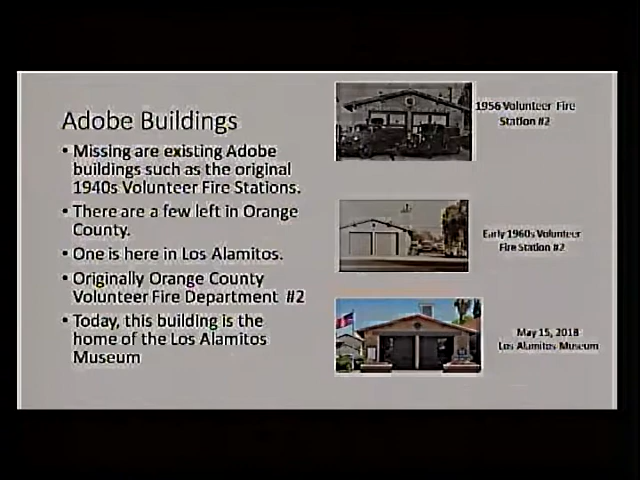 Adobe Buildings
• Missing are existing Adobe
buildings such as the original
1940s Volunteer Fire Stations.
• There are a few left in Orange
County.
• One is here in Los Alamitos.
• Originally Orange County
Volunteer Fire Department #2
• Today, this building is the
home of the Los Alamitos
Museum
1956 Volunteer Fire
Station #2
Early 1960s Volunteer
Fire Station #2
May 15, 2018
Los Alamitos Museum